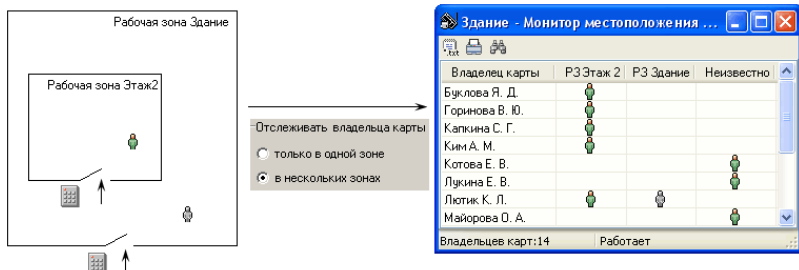 Рабочая зона Здание
Рабочая зона Этаж2
Отслеживать владельца карты
только в одной зоне
в нескольких зонах
Здание - Монитор местоположения ...
.txt
Владелец карты РЗ Этаж 2 РЗ Здание Неизвестно
Буклова Я. Д.
Горинова В. Ю.
Капкина С. Г.
Ким А. М.
Котова Е. В.
Лукина Е. В.
Лютик К. Л.
Майорова О. А.
Владельцев карт:14 Работает